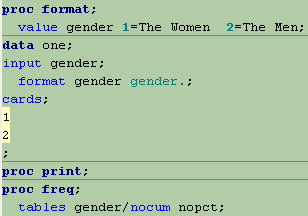 proc format;
value gender 1=The Women 2=The Men;
data one;
input gender;
format gender gender.;
cards;
1
2
;
proc print;
proc freq;
tables gender/nocum nopct;